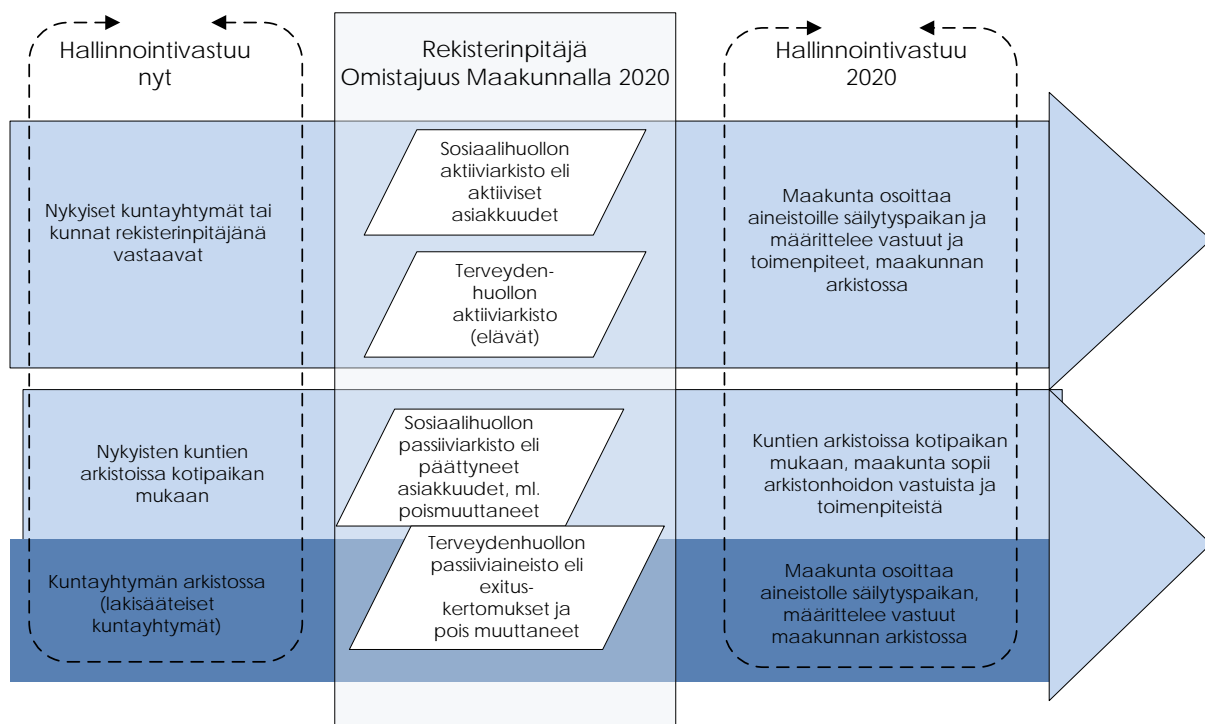 Hallinnointivastuu
nyt
Rekisterinpitäjä
Omistajuus Maakunnalla 2020
Hallinnointivastuu
2020
Nykyiset kuntayhtymät tai
kunnat rekisterinpitäjänä
vastaavat
Sosiaalihuollon
aktiiviarkisto eli
aktiiviset
asiakkuudet
Terveyden-
huollon
aktiiviarkisto
(elävät)
Maakunta osoittaa
aineistoille säilytyspaikan ja
määrittelee vastuut ja
toimenpiteet, maakunnan
arkistossa
Nykyisten kuntien
arkistoissa kotipaikan
mukaan
Sosiaalihuollon
passiiviarkisto eli
päättyneet
asiakkuudet, ml.
poismuuttaneet
Kuntien arkistoissa kotipaikan
mukaan, maakunta sopii
arkistonhoidon vastuista ja
toimenpiteistä
Kuntayhtymän arkistossa
(lakisääteiset
kuntayhtymät)
Terveydenhuollon
passiiviaineisto eli
exitus-
kertomukset ja
pois muuttaneet
Maakunta osoittaa
aineistolle säilytyspaikan,
määrittelee vastuut
maakunnan arkistossa